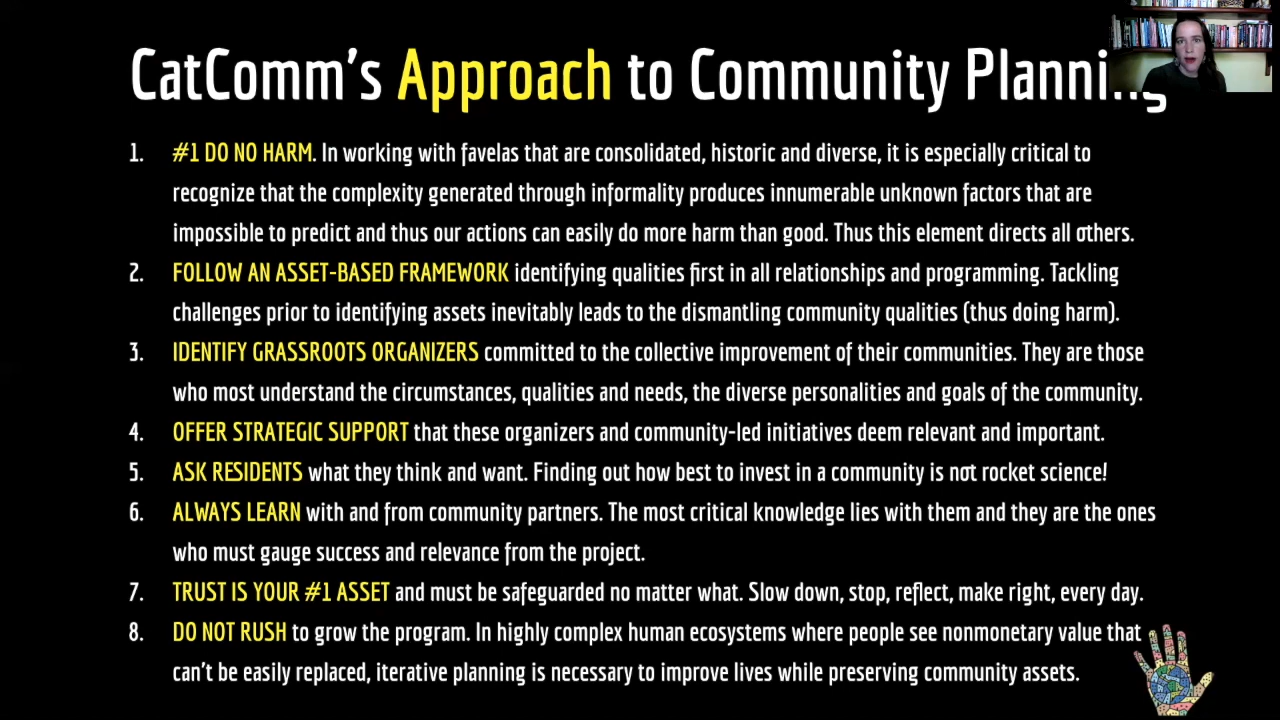 CatComm's Approach to Community Planning
1. #1 DO NO HARM. In working with favelas that are consolidated, historic and diverse, it is especially critical to
recognize that the complexity generated through informality produces innumerable unknown factors that are
impossible to predict and thus our actions can easily do more harm than good. Thus this element directs all others.
2. FOLLOW AN ASSET-BASED FRAMEWORK identifying qualities first in all relationships and programming. Tackling
challenges prior to identifying assets inevitably leads to the dismantling community qualities (thus doing harm).
3. IDENTIFY GRASSROOTS ORGANIZERS committed to the collective improvement of their communities. They are those
who most understand the circumstances, qualities and needs, the diverse personalities and goals of the community.
4. OFFER STRATEGIC SUPPORT that these organizers and community-led initiatives deem relevant and important.
5. ASK RESIDENTS what they think and want. Finding out how best to invest in a community is not rocket science!
6. ALWAYS LEARN with and from community partners. The most critical knowledge lies with them and they are the ones
who must gauge success and relevance from the project.
7. TRUST IS YOUR #1 ASSET and must be safeguarded no matter what. Slow down, stop, reflect, make right, every day.
8. DO NOT RUSH to grow the program. In highly complex human ecosystems where people see nonmonetary value that
can't be easily replaced, iterative planning is necessary to improve lives while preserving community assets.